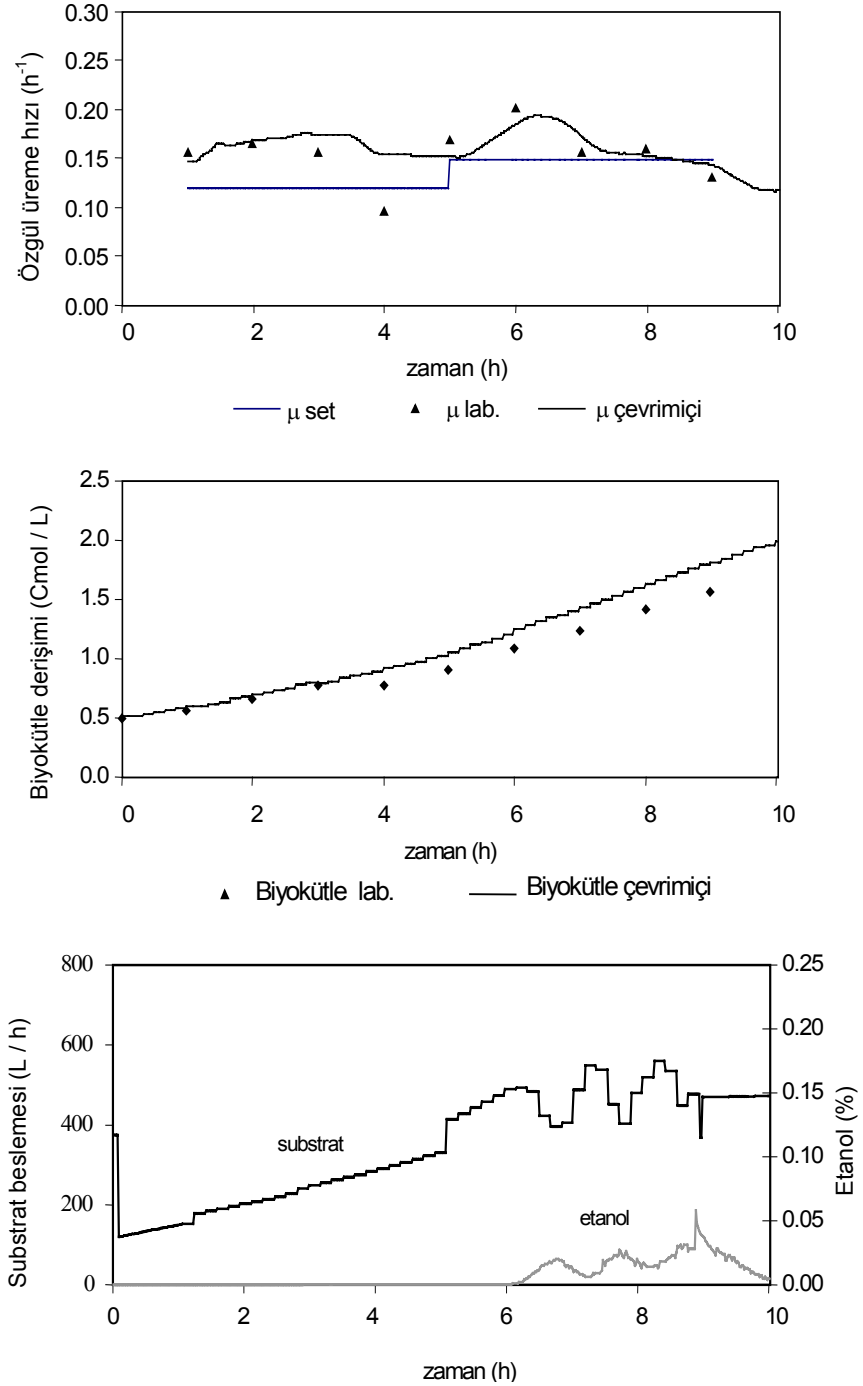 Özgül üreme hızı (h-1)
0.30
0.25
0.20
0.15
0.10
0.05
0.00
0 2 4 6 8 10
zaman (h)
μ set μ lab. μ çevrimiçi
Biyokütle derişimi (Cmol / L)
2.5
2.0
1.5
1.0
0.5
0.0
0 2 4 6 8 10
zaman (h)
Biyokütle lab. Biyokütle çevrimiçi
Substrat beslemesi (L / h)
800
600
400
200
0
substrat
etanol
0.25
0.20
0.15
0.10
0.05
0.00
Etanol (%)
0 2 4 6 8 10
zaman (h)